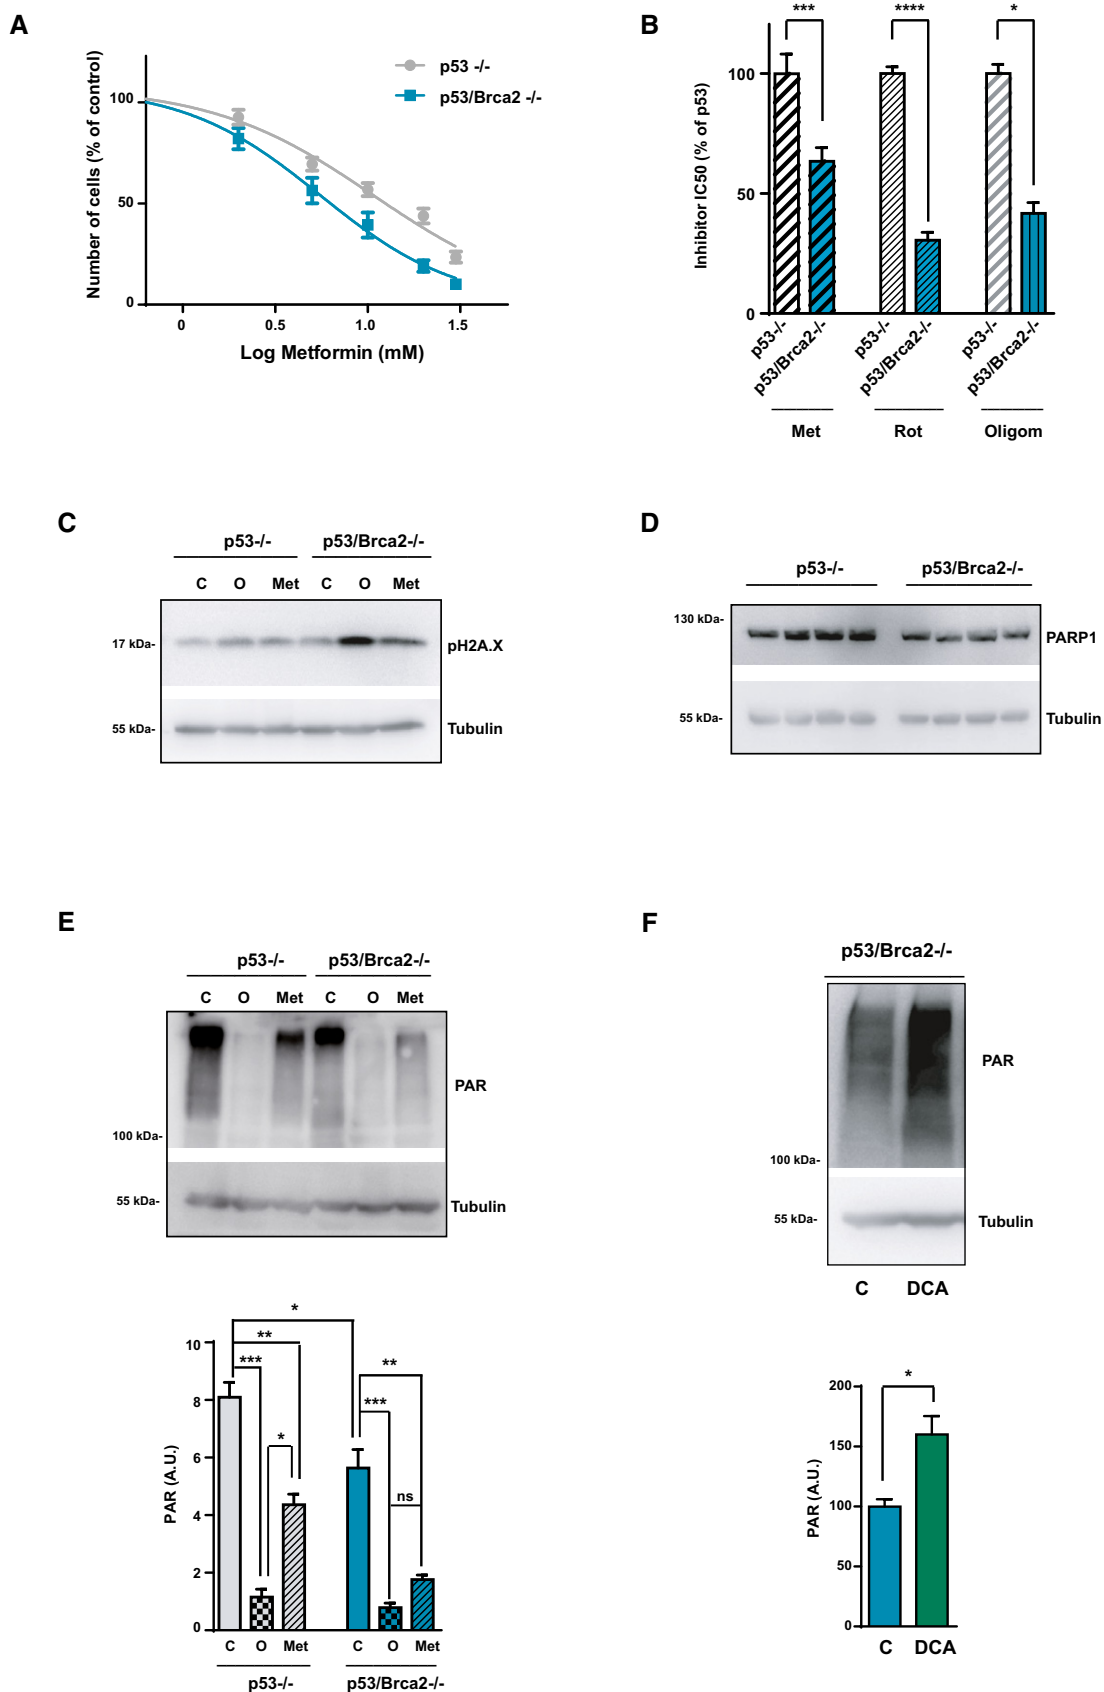 A
Number of cells (% of control)
100
50
0
0
0.5
1.0
1.5
Log Metformin (mM)
p53 -/-
p53/Brca2 -/-
B
Inhibitor IC50 (% of p53)
100
50
0
***
****
*
p53-/-
p53/Brca2-/-
p53-/-
p53/Brca2-/-
p53-/-
p53/Brca2-/-
Met
Rot
Oligom
C
p53-/-
p53/Brca2-/-
C
O
Met
C
O
Met
17 kDa-
pH2A.X
55 kDa-
Tubulin
D
p53-/-
p53/Brca2-/-
130 kDa-
PARP1
55 kDa-
Tubulin
E
p53-/-
p53/Brca2-/-
C
O
Met
C
O
Met
PAR
100 kDa-
55 kDa-
Tubulin
PAR (A.U.)
10
8
6
4
2
0
*
**
***
*
**
***
ns
C
O
Met
C
O
Met
p53-/-
p53/Brca2-/-
F
p53/Brca2-/-
PAR
100 kDa-
55 kDa-
Tubulin
C
DCA
PAR (A.U.)
200
150
100
50
0
*
C
DCA